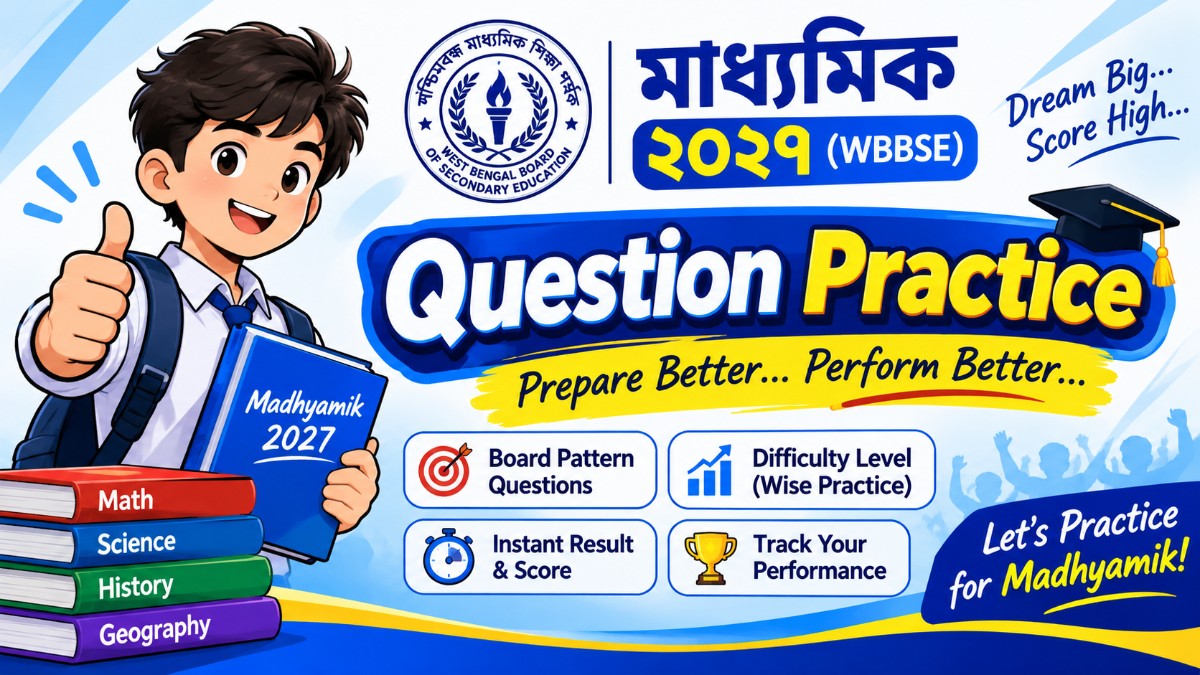 পশ্চিমবঙ্গ মাধ্যমিক শিক্ষা পর্ষদ
WEST BENGAL BOARD
OF SECONDARY EDUCATION
মাধ্যমিক
২০২৭ (WBBSE)
Dream Big...
Score High...
Question Practice
Prepare Better... Perform Better...
Madhyamik
2027
Board Pattern
Questions
Difficulty Level
(Wise Practice)
Instant Result
& Score
Track Your
Performance
Math
Science
History
Geography
Let's Practice
for Madhyamik!